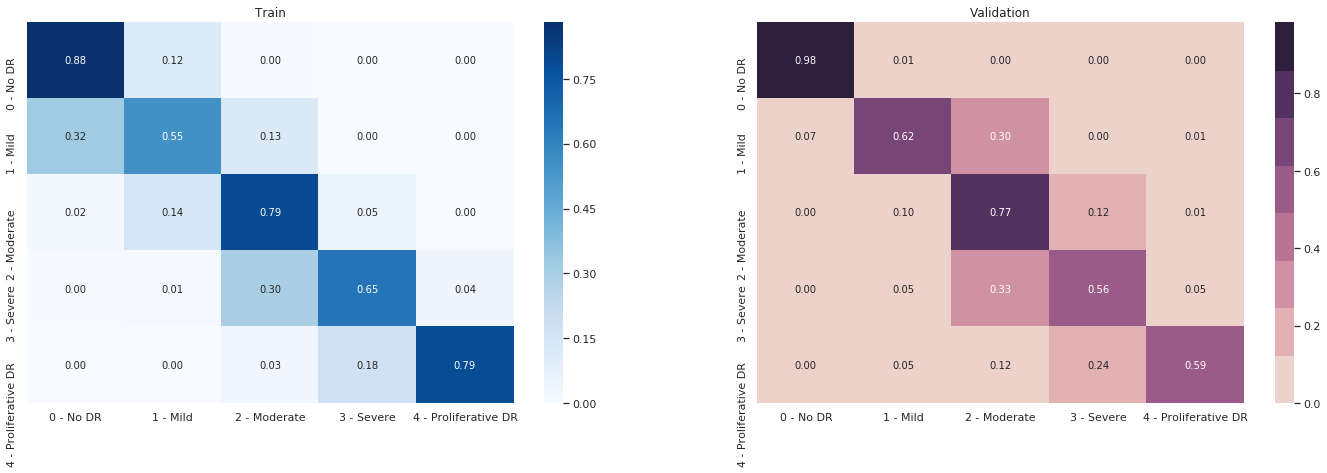 Train
0 - No DR
1 - Mild
2 - Moderate
3 - Severe
4 - Proliferative DR
0.88 0.12 0.00 0.00 0.00
0.32 0.55 0.13 0.00 0.00
0.02 0.14 0.79 0.05 0.00
0.00 0.01 0.30 0.65 0.04
0.00 0.00 0.03 0.18 0.79
0 - No DR 1 - Mild 2 - Moderate 3 - Severe 4 - Proliferative DR
0.75
0.60
0.45
0.30
0.15
0.00
Validation
0 - No DR
1 - Mild
2 - Moderate
3 - Severe
4 - Proliferative DR
0.98 0.01 0.00 0.00 0.00
0.07 0.62 0.30 0.00 0.01
0.00 0.10 0.77 0.12 0.01
0.00 0.05 0.33 0.56 0.05
0.00 0.05 0.12 0.24 0.59
0 - No DR 1 - Mild 2 - Moderate 3 - Severe 4 - Proliferative DR
0.8
0.6
0.4
0.2
0.0